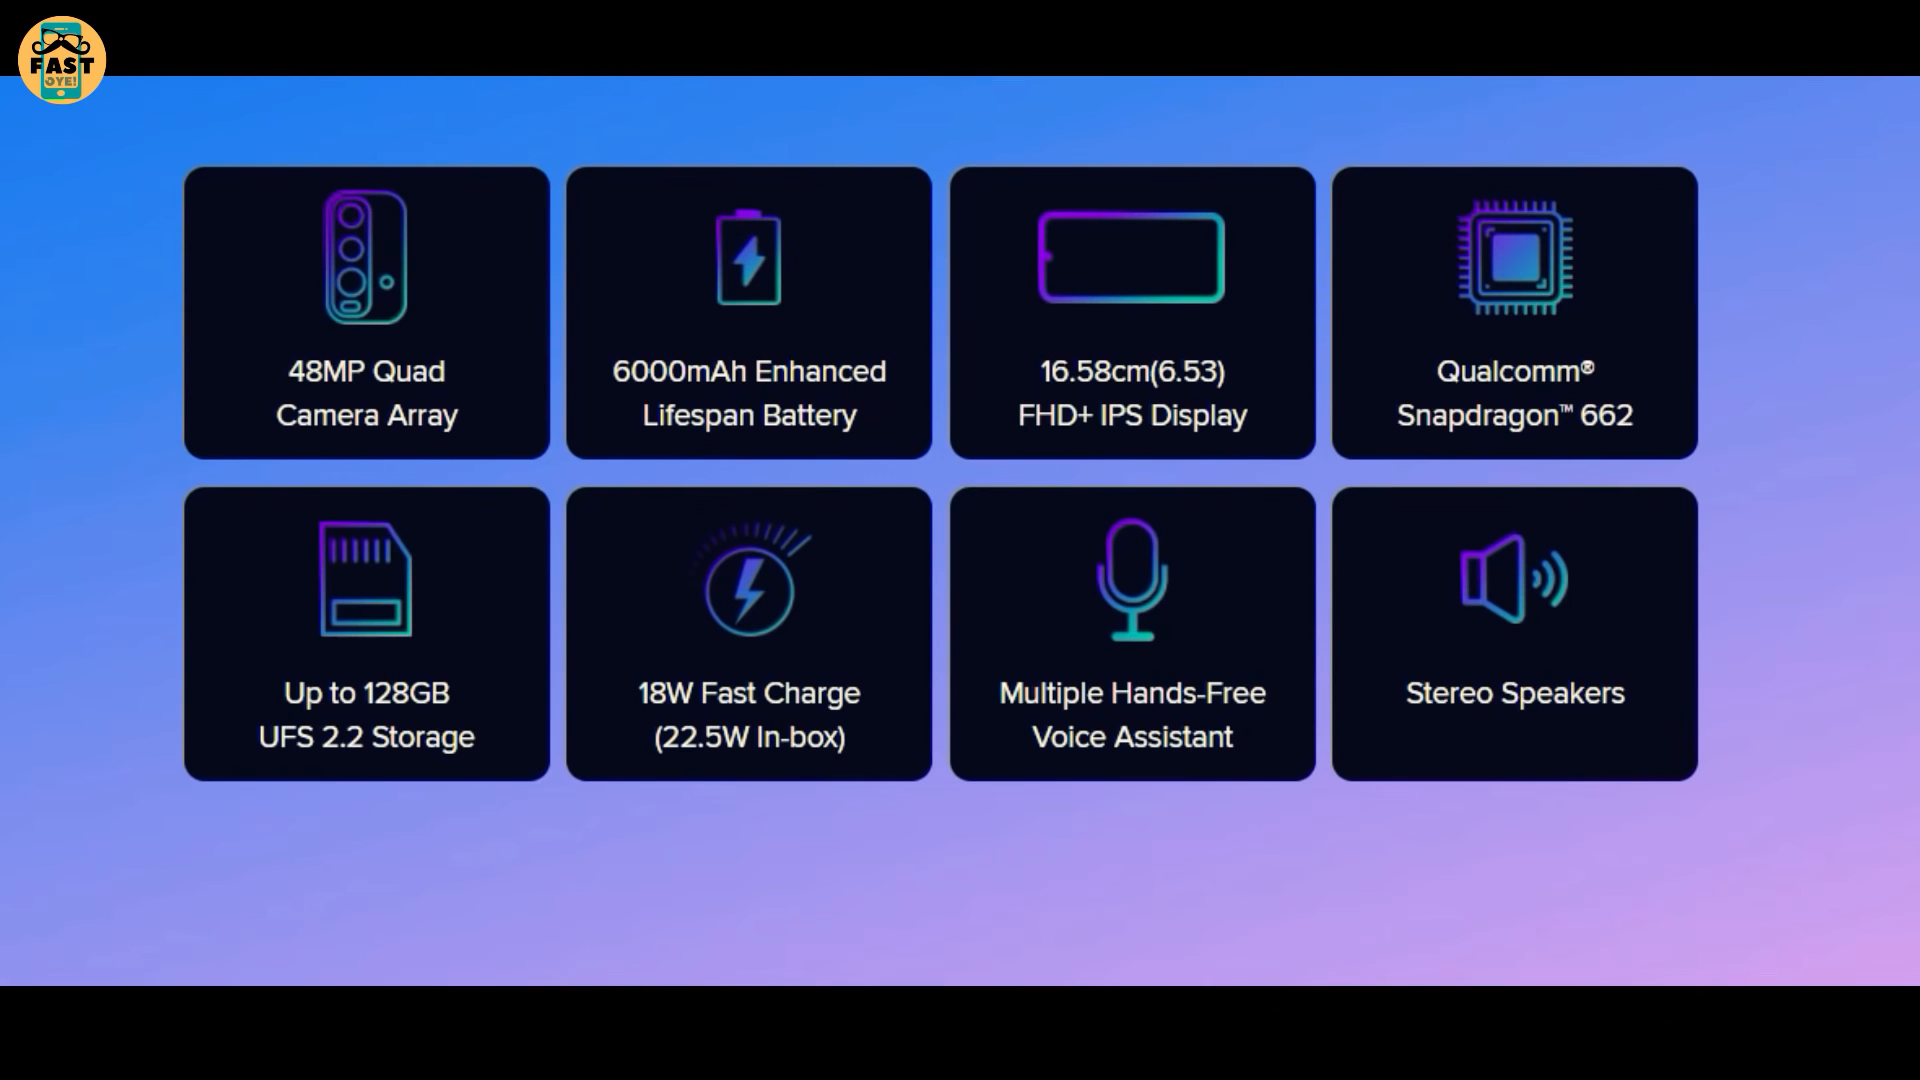 FAST
OYE!
48MP Quad
Camera Array
6000mAh Enhanced
Lifespan Battery
16.58cm(6.53)
FHD+ IPS Display
Qualcomm®
Snapdragon™ 662
Up to 128GB
UFS 2.2 Storage
18W Fast Charge
(22.5W In-box)
Multiple Hands-Free
Voice Assistant
Stereo Speakers